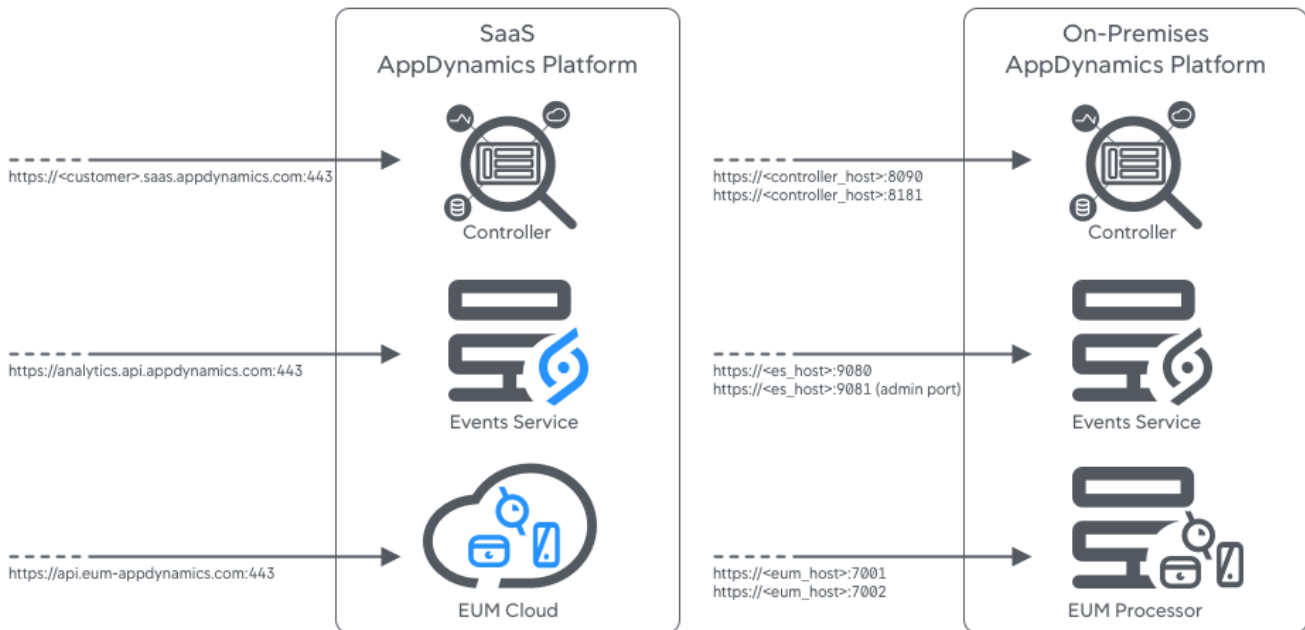 SaaS
AppDynamics Platform
https://<customer>.saas.appdynamics.com:443
Controller
https://analytics.api.appdynamics.com:443
Events Service
https://api.eum-appdynamics.com:443
EUM Cloud
On-Premises
AppDynamics Platform
https://<controller_host>:8090
https://<controller_host>:8181
Controller
https://<es_host>:9080
https://<es_host>:9081 (admin port)
Events Service
https://<eum_host>:7001
https://<eum_host>:7002
EUM Processor